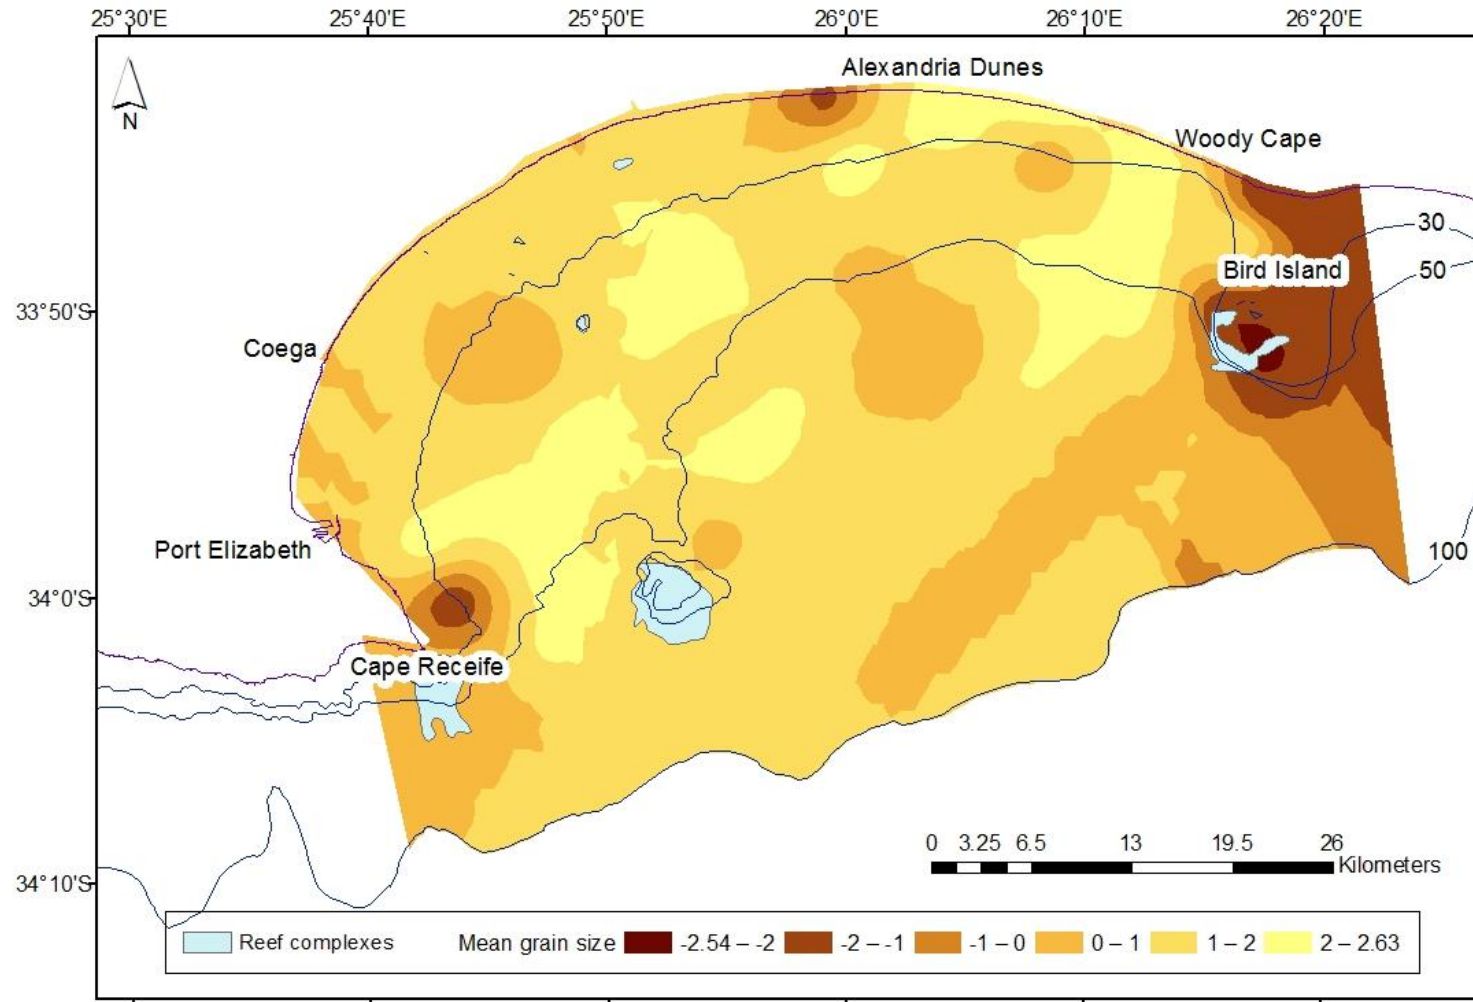 25°30'E 25°40'E 25°50'E 26°0'E 26°10'E 26°20'E
Alexandria Dunes
N
Woody Cape
30
Bird Island
50
33°50'S
Coega
Port Elizabeth
100
34°0'S
Cape Receife
0 3.25 6.5 13 19.5 26
Kilometers
34°10'S
Reef complexes Mean grain size -2.54 – -2 -2 – -1 -1 – 0 0 – 1 1 – 2 2 – 2.63